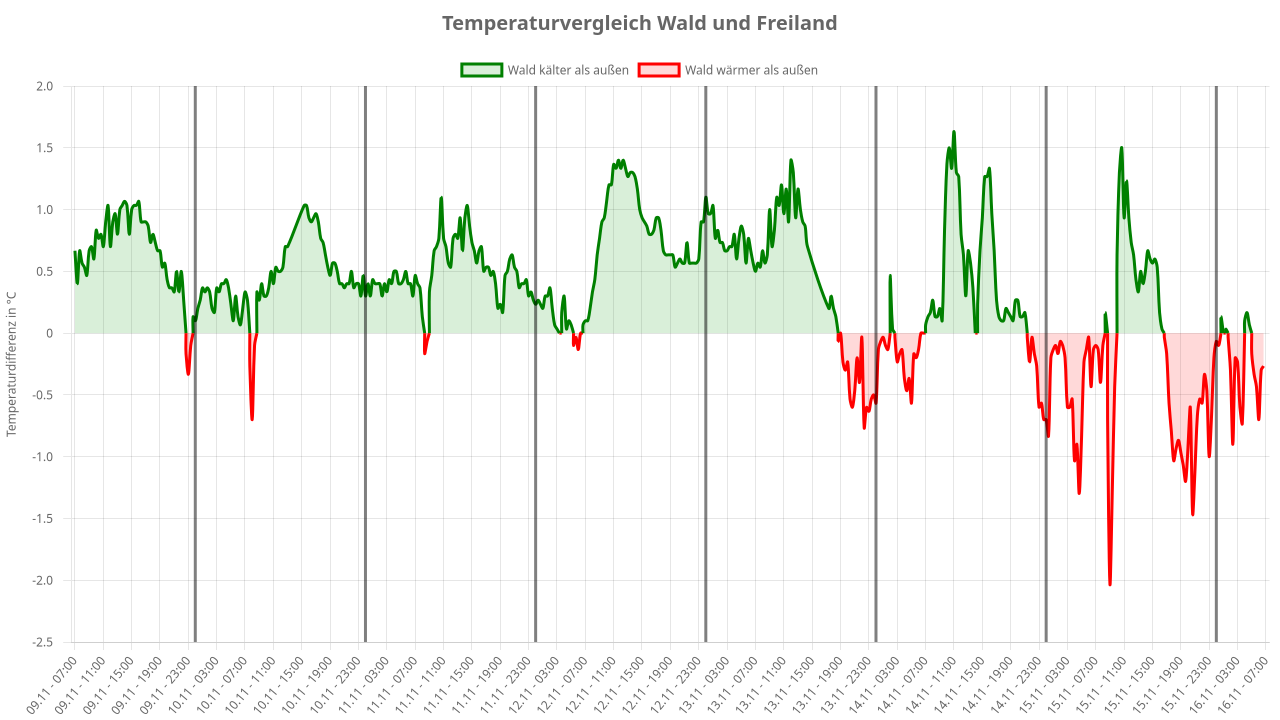 Temperaturvergleich Wald und Freiland
Wald kälter als außen
Wald wärmer als außen
Temperaturdifferenz in °C
2.0
1.5
1.0
0.5
0
-0.5
-1.0
-1.5
-2.0
-2.5
09.11 - 07:00
09.11 - 11:00
09.11 - 15:00
09.11 - 19:00
09.11 - 23:00
10.11 - 03:00
10.11 - 07:00
10.11 - 11:00
10.11 - 15:00
10.11 - 19:00
10.11 - 23:00
11.11 - 03:00
11.11 - 07:00
11.11 - 11:00
11.11 - 15:00
11.11 - 19:00
11.11 - 23:00
12.11 - 03:00
12.11 - 07:00
12.11 - 11:00
12.11 - 15:00
12.11 - 19:00
12.11 - 23:00
13.11 - 03:00
13.11 - 07:00
13.11 - 11:00
13.11 - 15:00
13.11 - 19:00
13.11 - 23:00
14.11 - 03:00
14.11 - 07:00
14.11 - 11:00
14.11 - 15:00
14.11 - 19:00
14.11 - 23:00
15.11 - 03:00
15.11 - 07:00
15.11 - 11:00
15.11 - 15:00
15.11 - 19:00
15.11 - 23:00
16.11 - 03:00
16.11 - 07:00